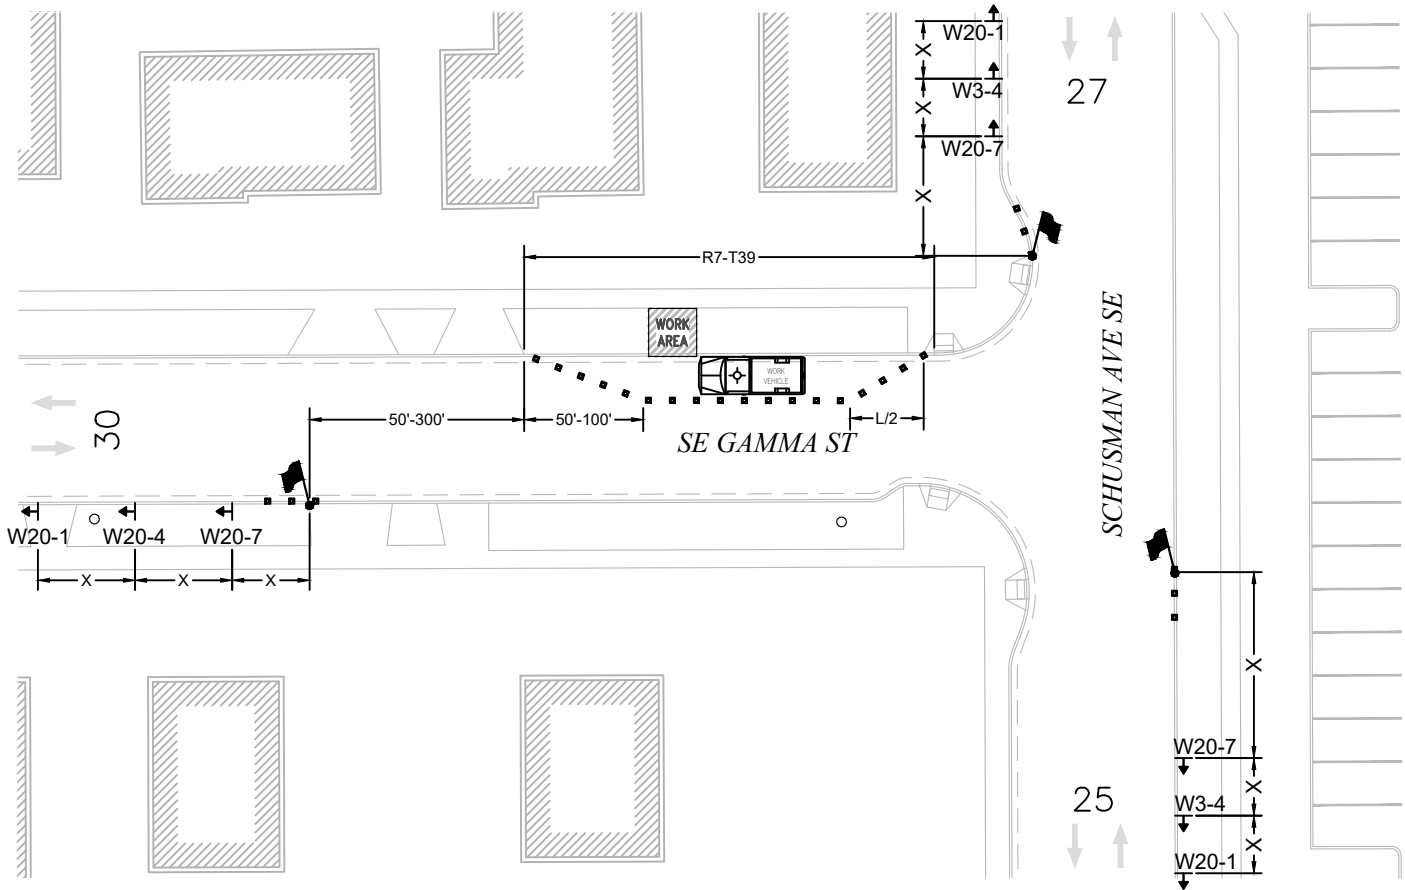 W20-1
X
W3-4
X
W20-7
X
27
R7-T39
WORK
AREA
WORK
VEHICLE
SCHUSMAN AVE SE
30
50'-300'
50'-100'
L/2
SE GAMMA ST
W20-1
W20-4
W20-7
X
X
X
X
W20-7
X
25
W3-4
X
W20-1